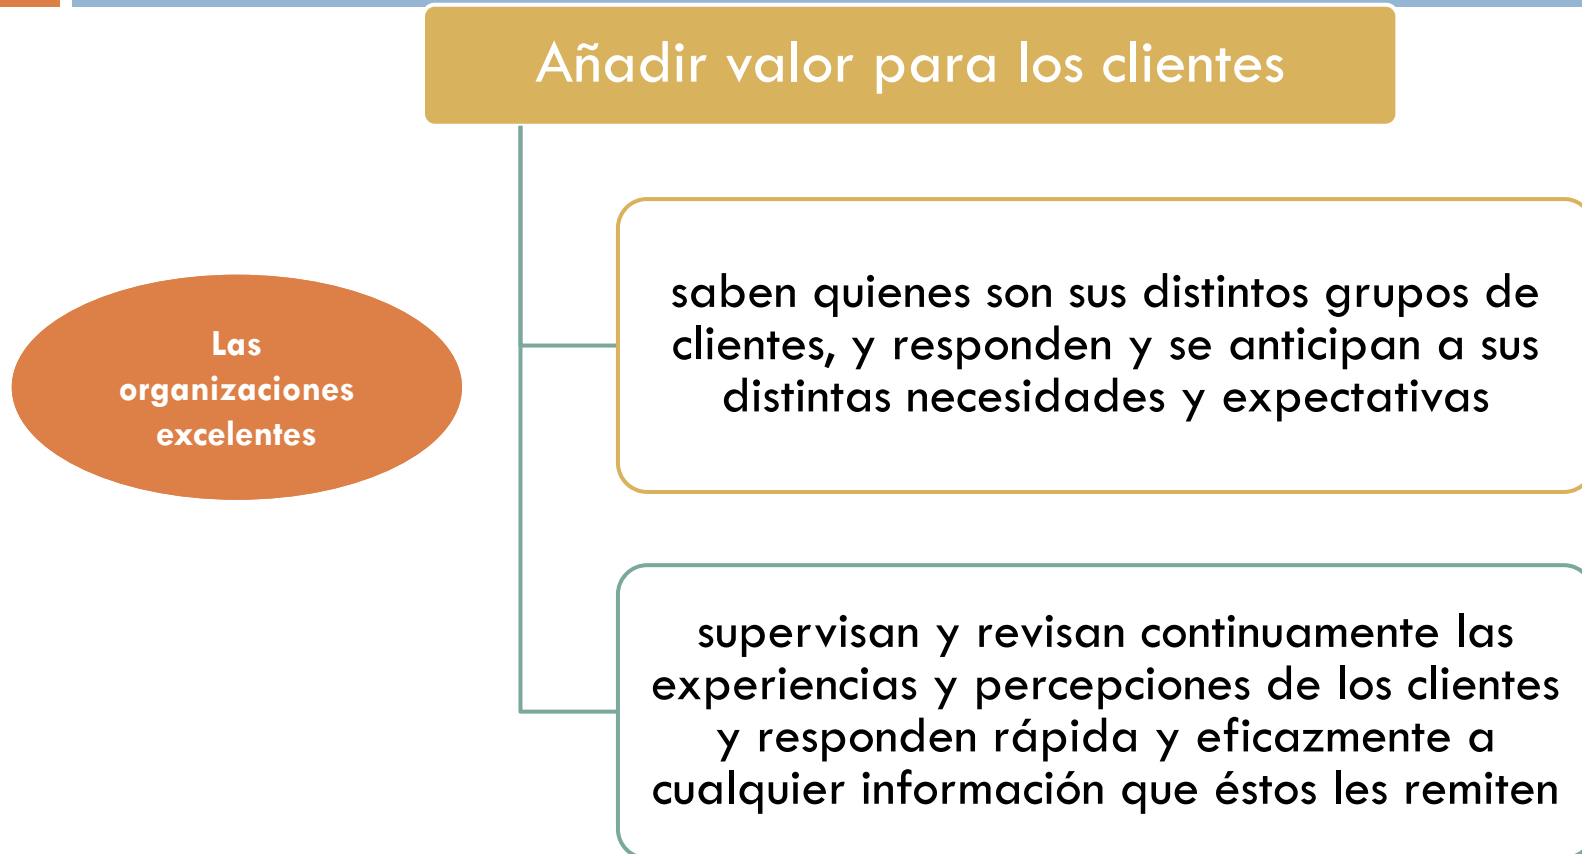 Añadir valor para los clientes
Las
organizaciones
excelentes
saben quienes son sus distintos grupos de
clientes, y responden y se anticipan a sus
distintas necesidades y expectativas
supervisan y revisan continuamente las
experiencias y percepciones de los clientes
y responden rápida y eficazmente a
cualquier información que éstos les remiten